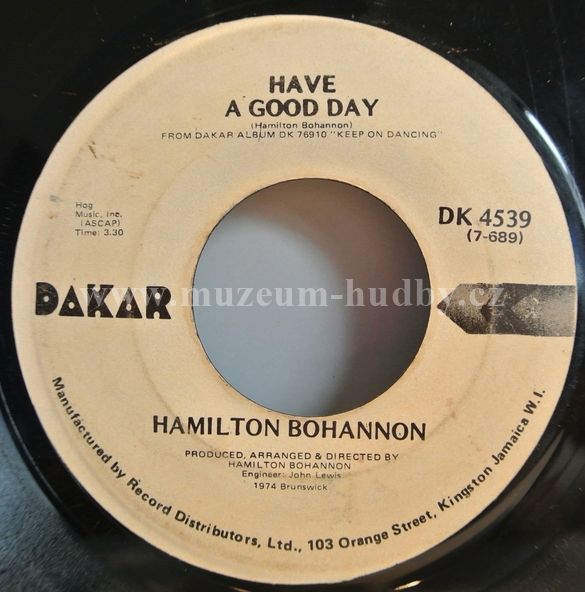 HAVE
A GOOD DAY
(Hamilton Bohannon)
FROM DAKAR ALBUM DK 76910 "KEEP ON DANCING"
Hog
Music, Inc.
(ASCAP)
Time: 3.30
DK 4539
(7-689)
www.muzeum-hudby.cz
DAKAR
HAMILTON BOHANNON
PRODUCED, ARRANGED & DIRECTED BY
HAMILTON BOHANNON
Engineer: John Lewis
1974 Brunswick
Manufactured by Record Distributors, Ltd., 103 Orange Street, Kingston Jamaica W. I.